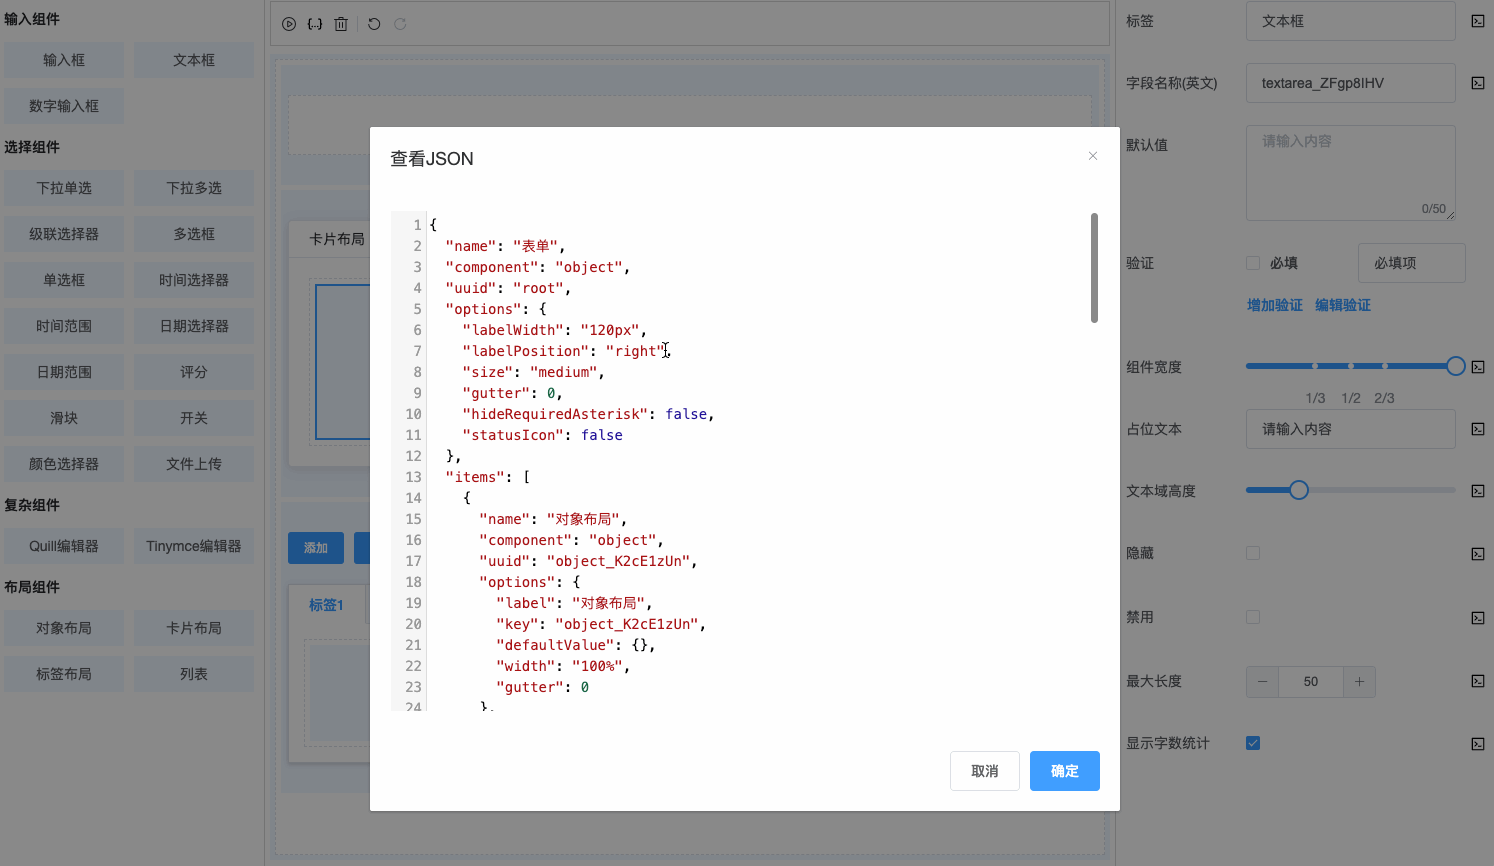 输入组件
输入框
文本框
数字输入框
选择组件
下拉单选
下拉多选
级联选择器
多选框
单选框
时间选择器
时间范围
日期选择器
日期范围
评分
滑块
开关
颜色选择器
文件上传
复杂组件
Quill编辑器
Tinymce编辑器
布局组件
对象布局
卡片布局
标签布局
列表
卡片布局
添加
标签1
查看JSON
1 {
2 "name": "表单",
3 "component": "object",
4 "uuid": "root",
5 "options": {
6 "labelWidth": "120px",
7 "labelPosition": "right",
8 "size": "medium",
9 "gutter": 0,
10 "hideRequiredAsterisk": false,
11 "statusIcon": false
12 },
13 "items": [
14 {
15 "name": "对象布局",
16 "component": "object",
17 "uuid": "object_K2cE1zUn",
18 "options": {
19 "label": "对象布局",
20 "key": "object_K2cE1zUn",
21 "defaultValue": {},
22 "width": "100%",
23 "gutter": 0
24 },
取消
确定
标签
文本框
字段名称(英文)
textarea_ZFgp8IHV
默认值
请输入内容
0/50
验证
必填
必填项
增加验证
编辑验证
组件宽度
1/3 1/2 2/3
占位文本
请输入内容
文本域高度
隐藏
禁用
最大长度
50
显示字数统计